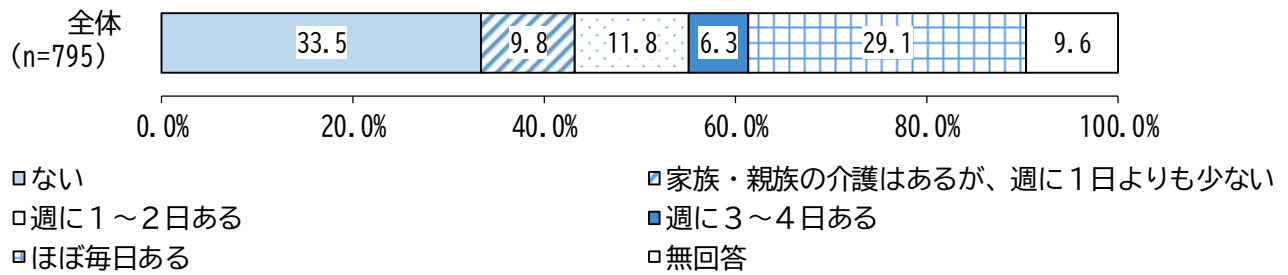 全体
(n=795)
33.5 9.8 11.8 6.3 29.1 9.6
0.0% 20.0% 40.0% 60.0% 80.0% 100.0%
ない 家族・親族の介護はあるが、週に１日よりも少ない
週に１～２日ある 週に３～４日ある
ほぼ毎日ある 無回答